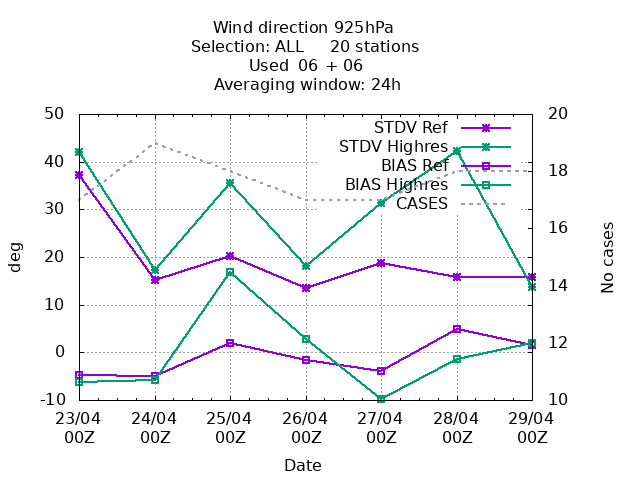 Wind direction 925hPa
Selection: ALL     20 stations
Used  06 + 06
Averaging window: 24h
STDV Ref
STDV Highres
BIAS Ref
BIAS Highres
CASES
50
40
30
20
10
0
-10
20
18
16
14
12
10
deg
No cases
23/04 24/04 25/04 26/04 27/04 28/04 29/04
00Z 00Z 00Z 00Z 00Z 00Z 00Z
Date